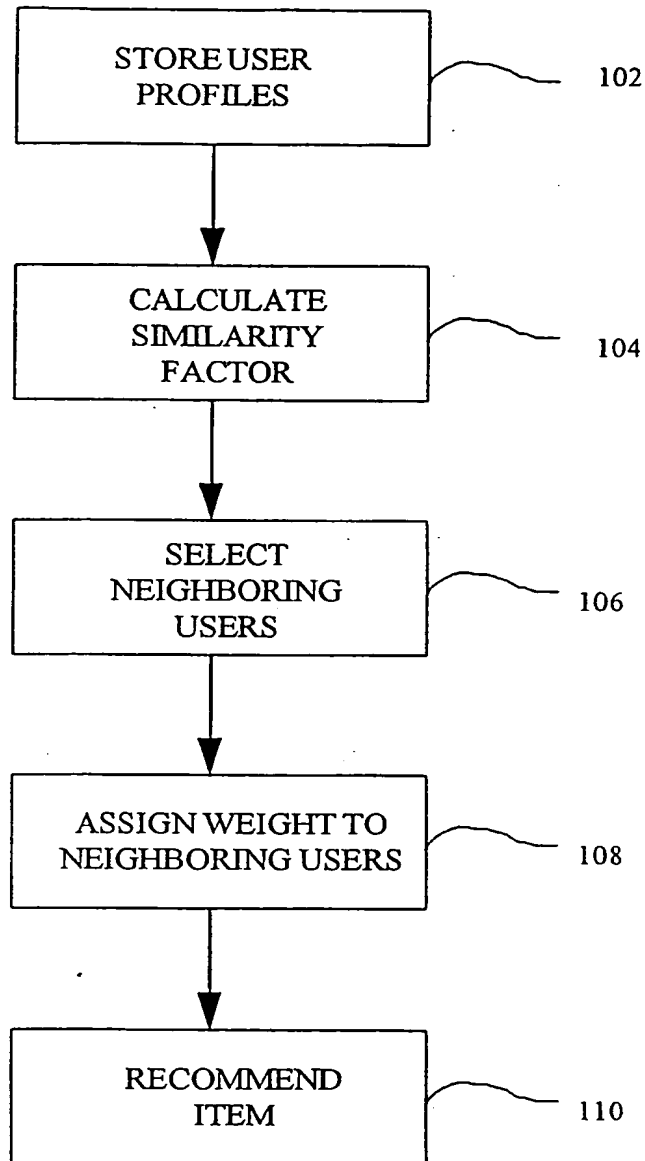 STORE USER
PROFILES
102
CALCULATE
SIMILARITY
FACTOR
104
SELECT
NEIGHBORING
USERS
106
ASSIGN WEIGHT TO
NEIGHBORING USERS
108
RECOMMEND
ITEM
110